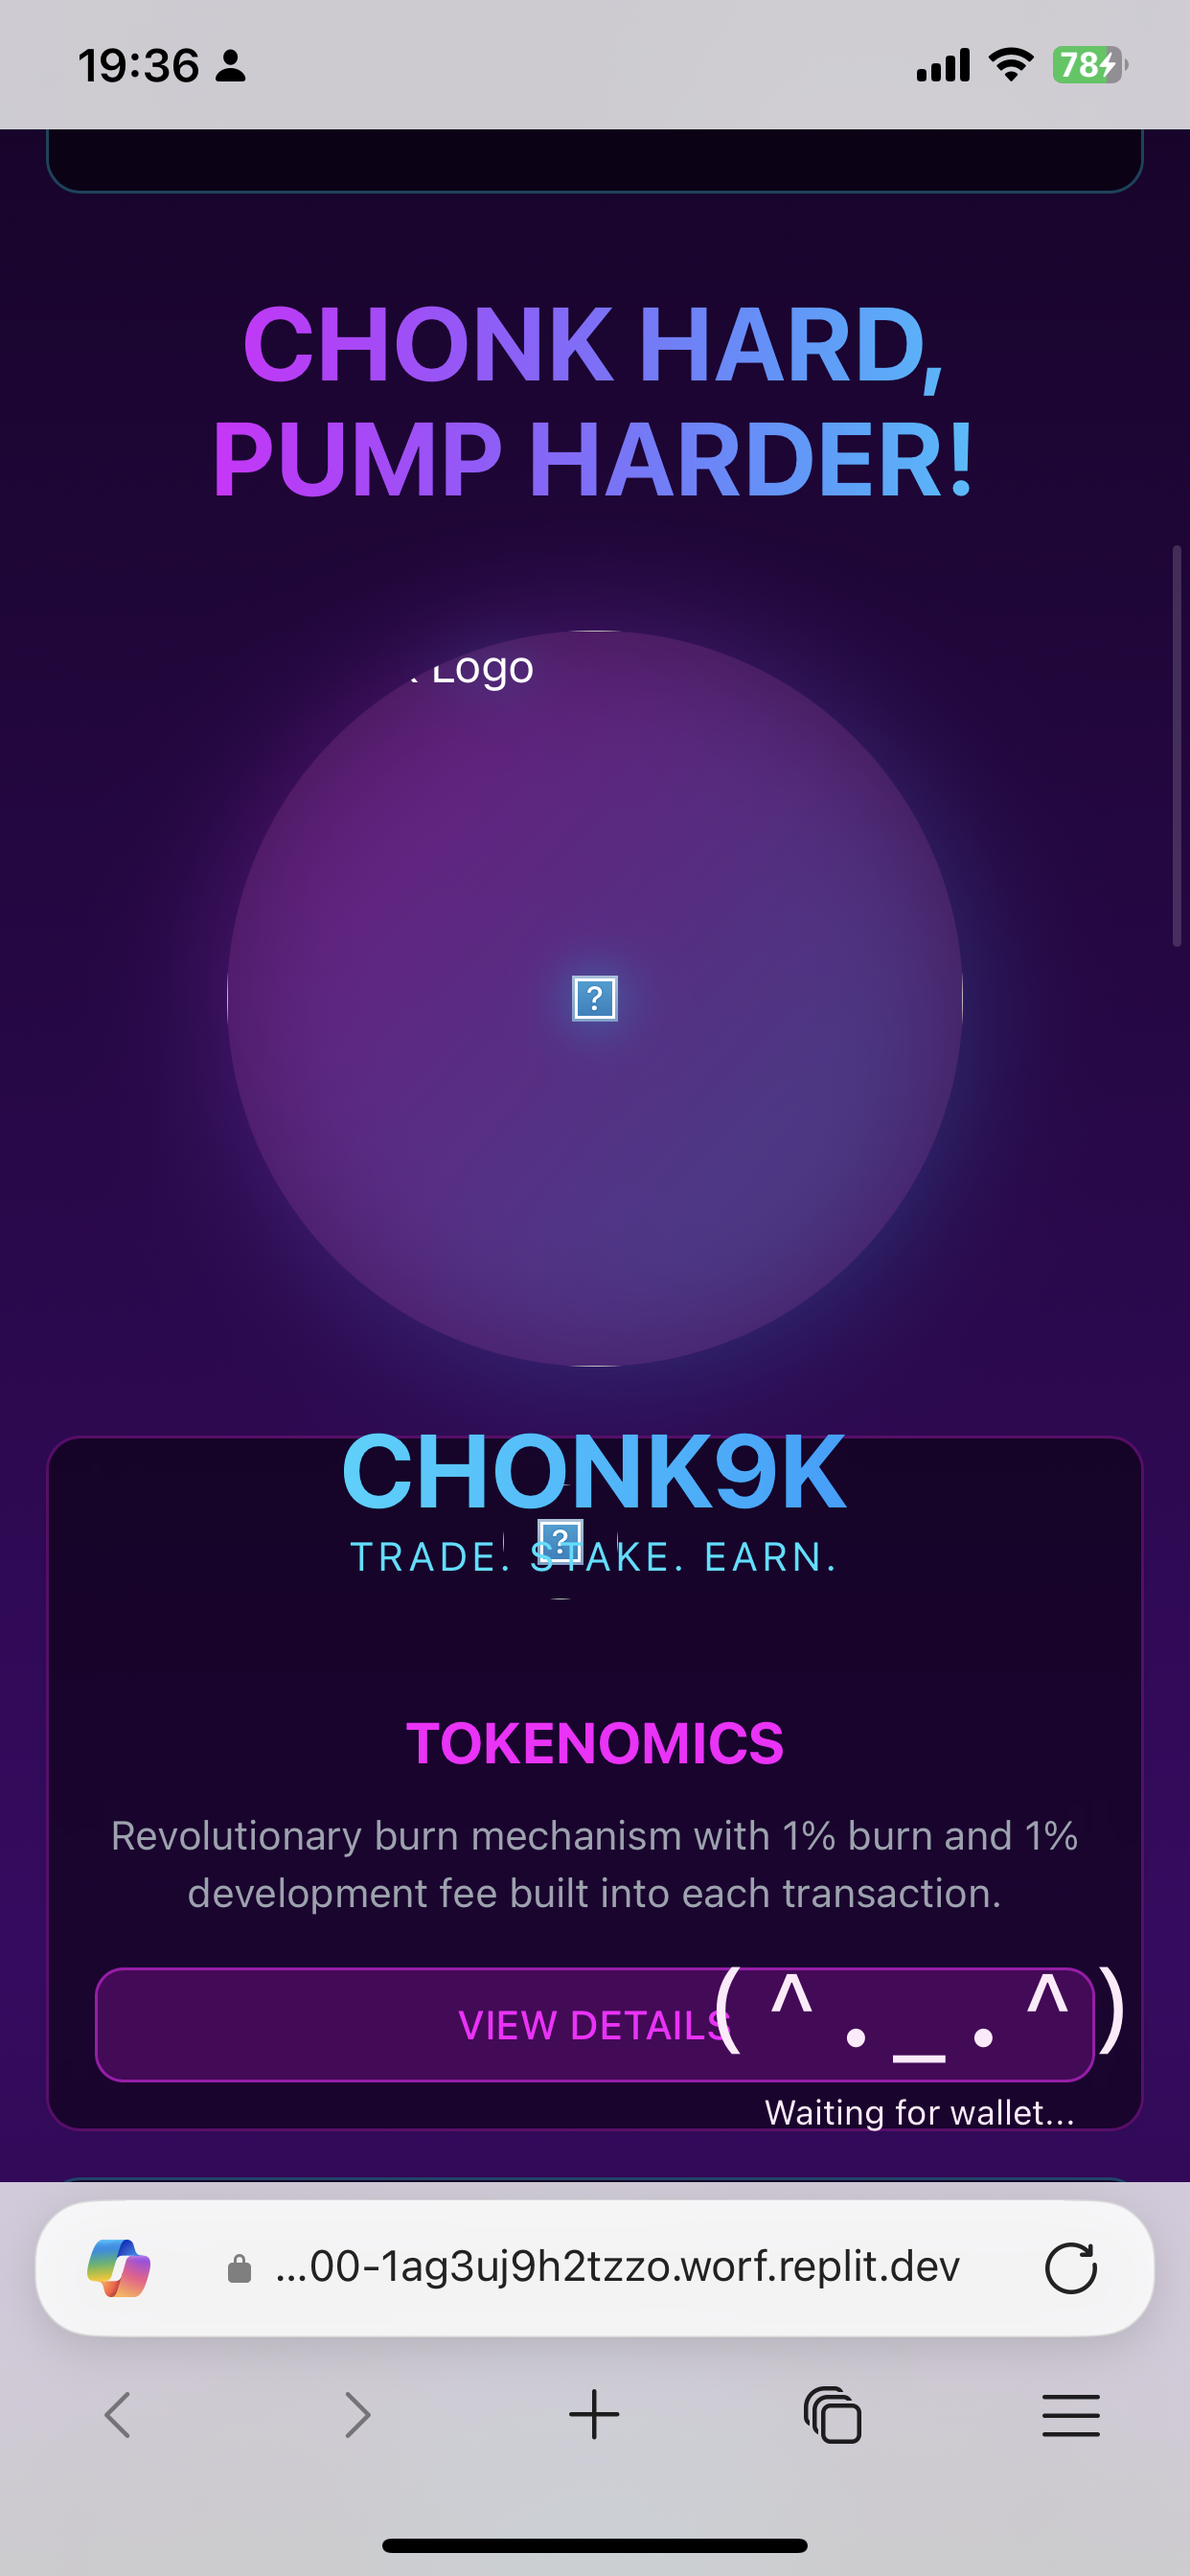 19:36
78
CHONK HARD,
PUMP HARDER!
Logo
?
CHONK9K
?
TRADE. STAKE. EARN.
TOKENOMICS
Revolutionary burn mechanism with 1% burn and 1%
development fee built into each transaction.
VIEW DETAILS
(^._.^)
Waiting for wallet...
...00-1ag3uj9h2tzzo.worf.replit.dev